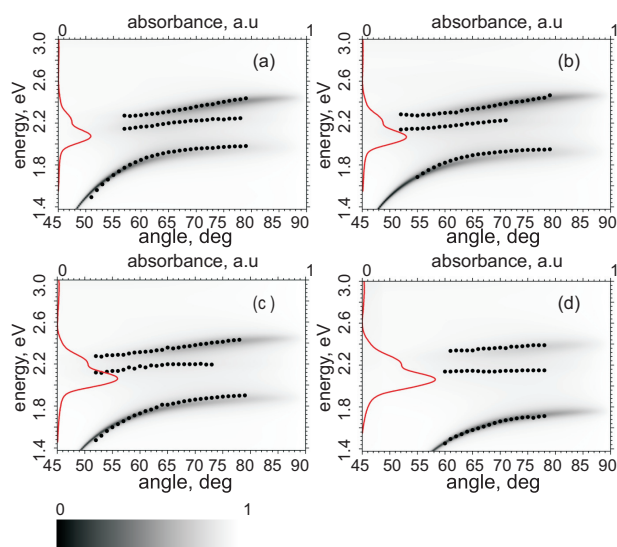 absorbance, a.u absorbance, a.u
0 1 0 1
3.0 2.6 2.2 1.8 1.4
energy, eV
(a)
45 50 55 60 65 70 75 80 85 90
angle, deg
3.0 2.6 2.2 1.8 1.4
energy, eV
(b)
45 50 55 60 65 70 75 80 85 90
angle, deg
absorbance, a.u absorbance, a.u
0 1 0 1
3.0 2.6 2.2 1.8 1.4
energy, eV
(c)
45 50 55 60 65 70 75 80 85 90
angle, deg
3.0 2.6 2.2 1.8 1.4
energy, eV
(d)
45 50 55 60 65 70 75 80 85 90
angle, deg
0 1